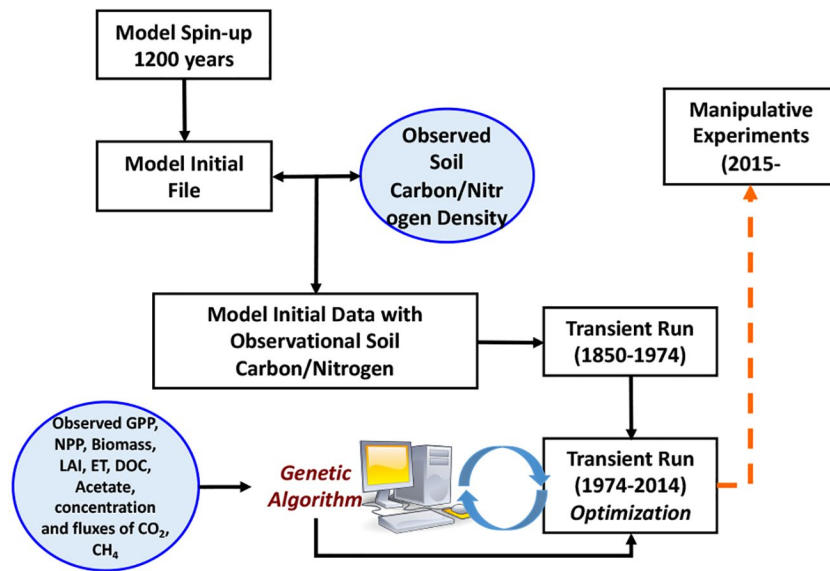 Model Spin-up
1200 years
Manipulative
Experiments
(2015-
Observed
Soil
Carbon/Nitr
ogen Density
Model Initial
File
Model Initial Data with
Observational Soil
Carbon/Nitrogen
Transient Run
(1850-1974)
Observed GPP,
NPP, Biomass,
LAI, ET, DOC,
Acetate,
concentration
and fluxes of CO₂,
CH₄
Genetic
Algorithm
Transient Run
(1974-2014)
Optimization